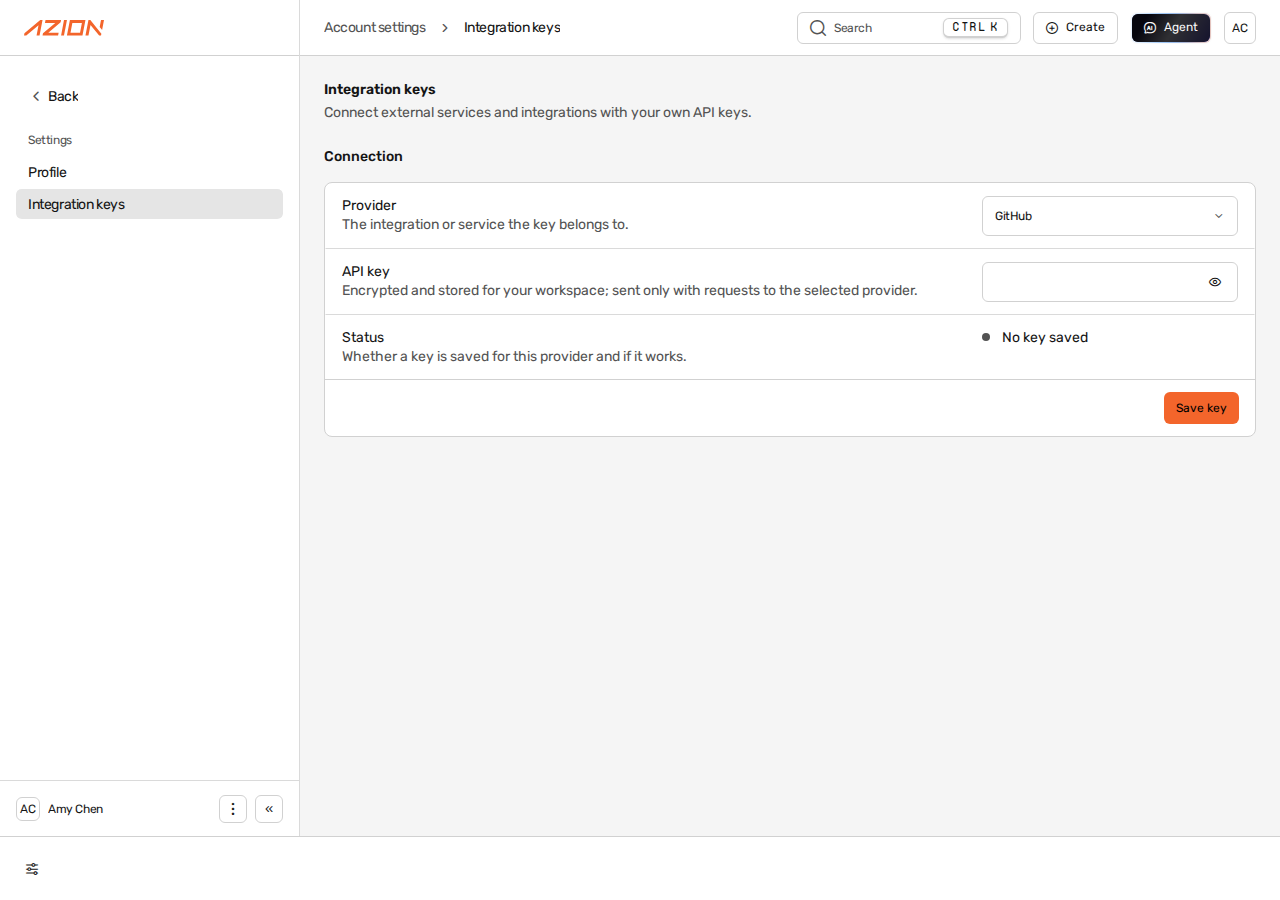 AZION
Account settings
Integration keys
Search
CTRL K
Create
Agent
AC
Back
Settings
Profile
Integration keys
Integration keys
Connect external services and integrations with your own API keys.
Connection
Provider
The integration or service the key belongs to.
GitHub
API key
Encrypted and stored for your workspace; sent only with requests to the selected provider.
Status
Whether a key is saved for this provider and if it works.
No key saved
Save key
AC
Amy Chen